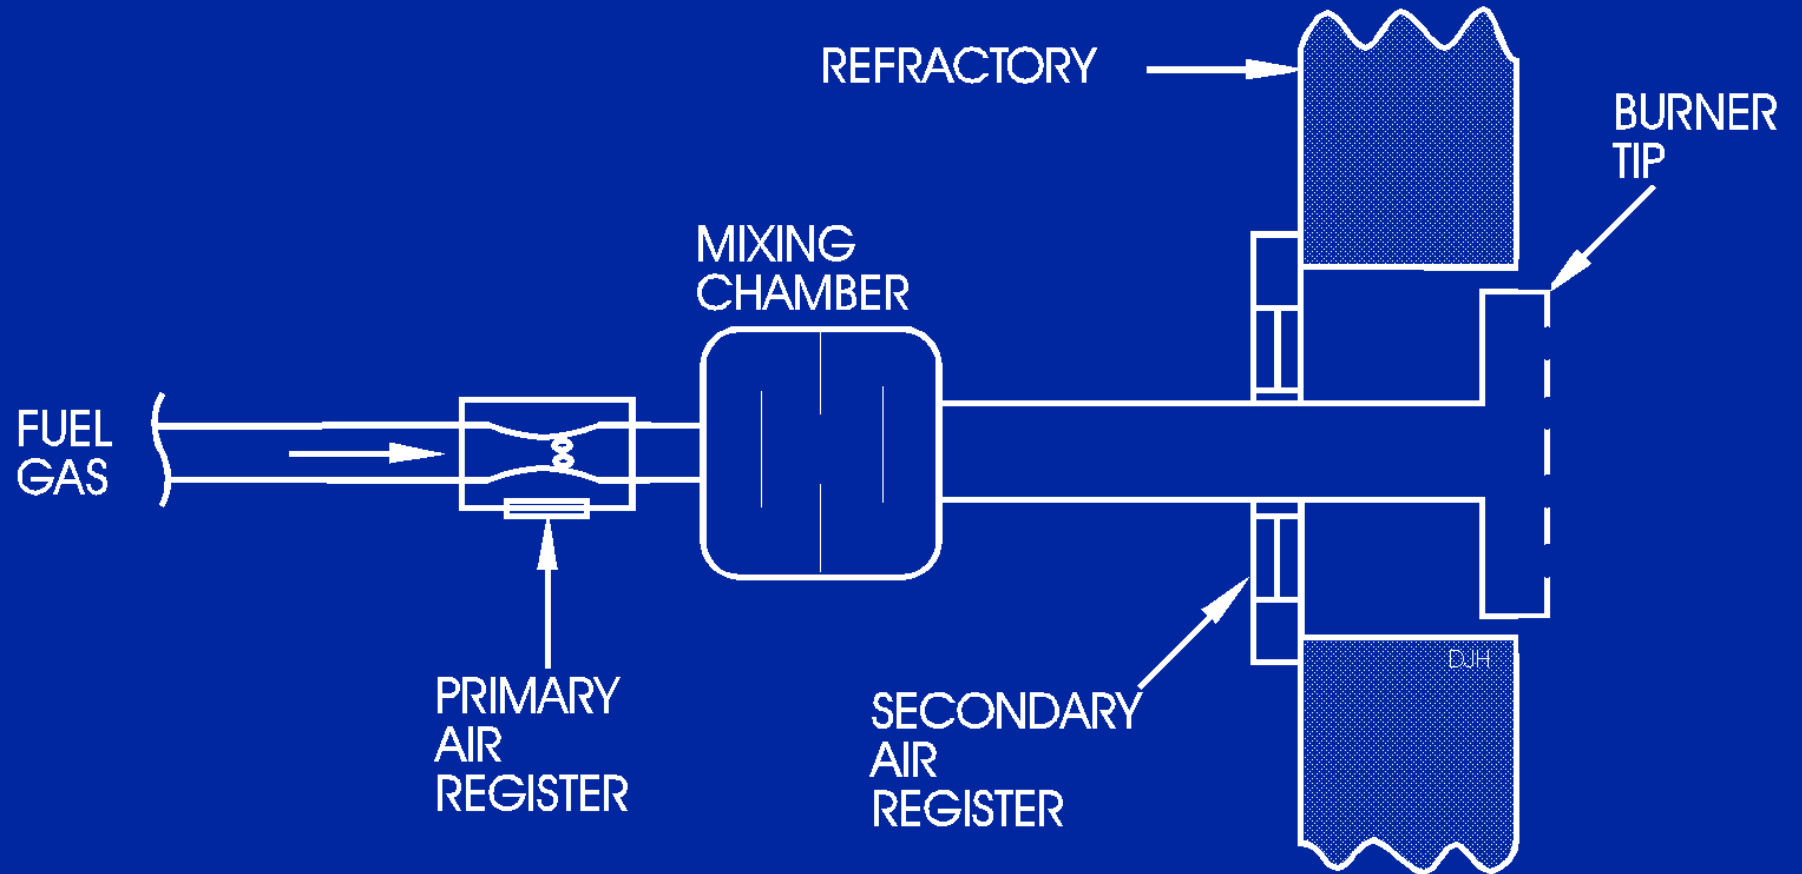 REFRACTORY
BURNER
TIP
MIXING
CHAMBER
FUEL
GAS
DJH
PRIMARY
AIR
REGISTER
SECONDARY
AIR
REGISTER